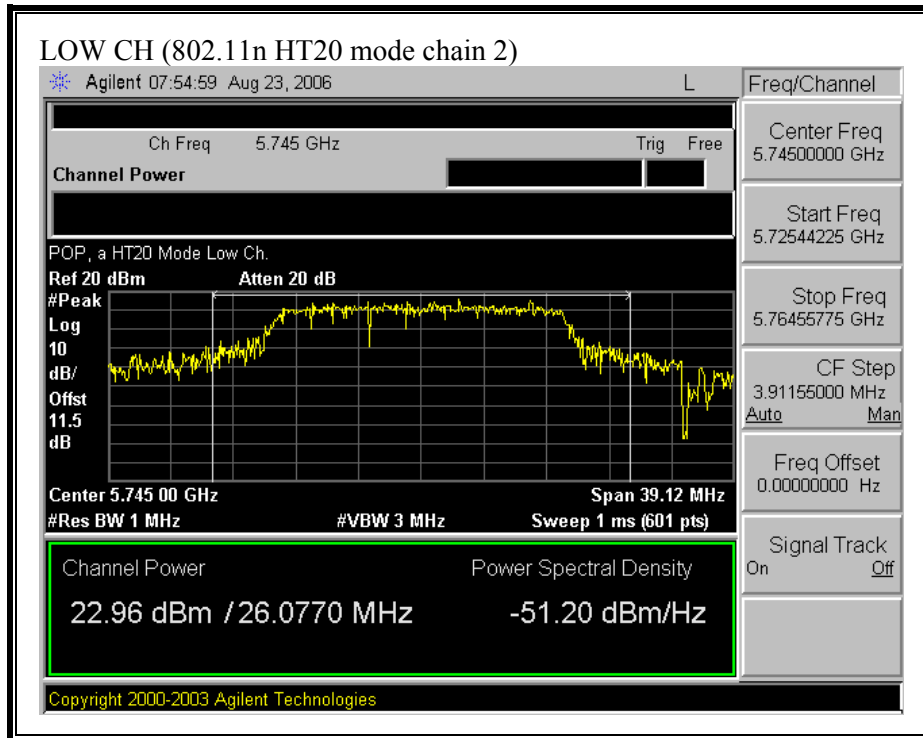 LOW CH (802.11n HT20 mode chain 2)
Agilent 07:54:59 Aug 23, 2006 L
Freq/Channel
Ch Freq 5.745 GHz Trig Free
Channel Power
Center Freq
5.74500000 GHz
Start Freq
5.72544225 GHz
Stop Freq
5.76455775 GHz
CF Step
3.91155000 MHz
Auto Man
Freq Offset
0.00000000 Hz
Signal Track
On Off
POP, a HT20 Mode Low Ch.
Ref 20 dBm Atten 20 dB
#Peak
Log
10
dB/
Offst
11.5
dB
Center 5.745 00 GHz Span 39.12 MHz
#Res BW 1 MHz #VBW 3 MHz Sweep 1 ms (601 pts)
Channel Power Power Spectral Density
22.96 dBm / 26.0770 MHz -51.20 dBm/Hz
Copyright 2000-2003 Agilent Technologies